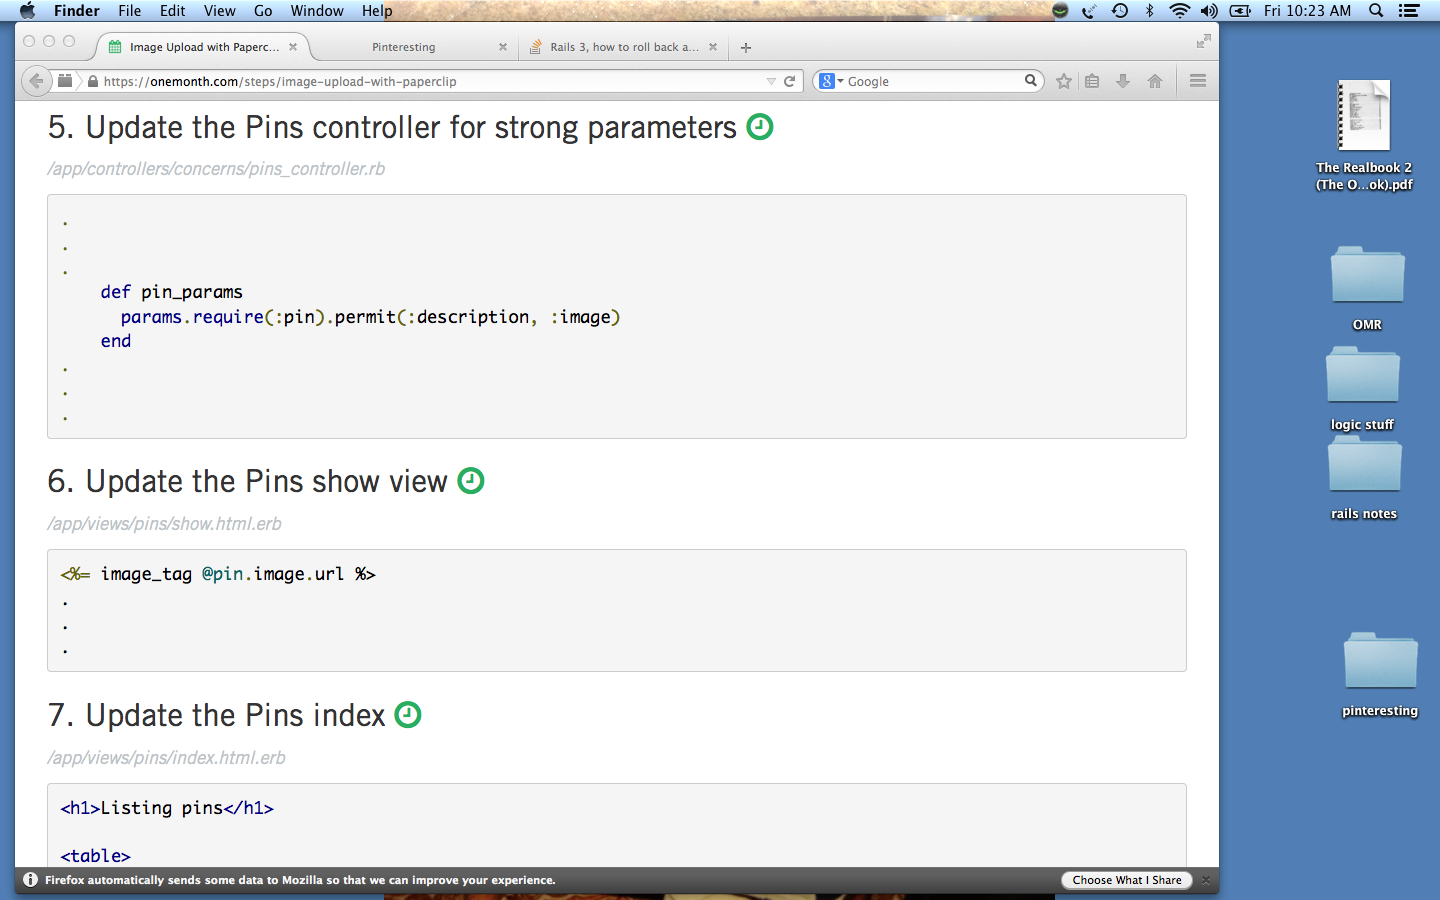 Finder File Edit View Go Window Help
Fri 10:23 AM
Image Upload with Paperc...
Pinteresting
Rails 3, how to roll back a...
https://onemonth.com/steps/image-upload-with-paperclip
Google
5. Update the Pins controller for strong parameters
/app/controllers/concerns/pins_controller.rb
.
.
.
def pin_params
params.require(:pin).permit(:description, :image)
end
.
.
.
6. Update the Pins show view
/app/views/pins/show.html.erb
<%= image_tag @pin.image.url %>
.
.
.
7. Update the Pins index
/app/views/pins/index.html.erb
<h1>Listing pins</h1>
<table>
Firefox automatically sends some data to Mozilla so that we can improve your experience.
Choose What I Share
The Realbook 2
(The O...ok).pdf
OMR
logic stuff
rails notes
pinteresting